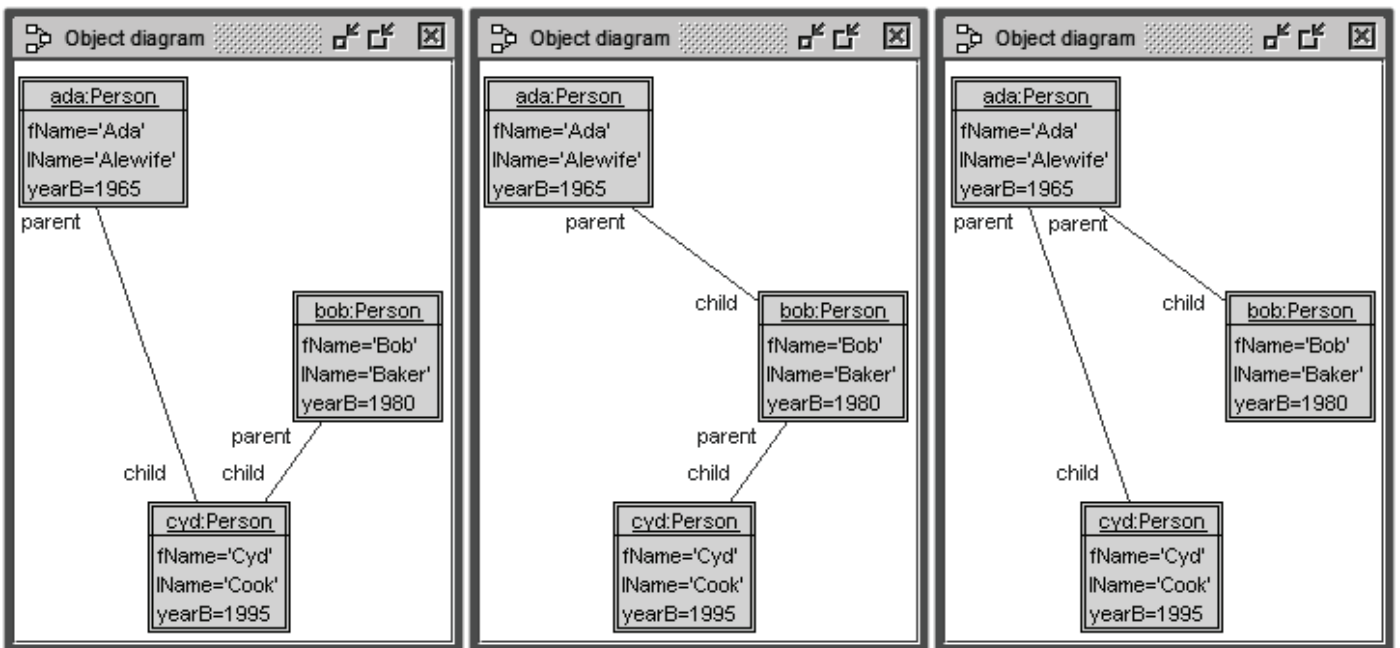 Object diagram
ada:Person
fName='Ada'
lName='Alewife'
yearB=1965
parent
bob:Person
fName='Bob'
lName='Baker'
yearB=1980
parent
child
child
cyd:Person
fName='Cyd'
lName='Cook'
yearB=1995
Object diagram
ada:Person
fName='Ada'
lName='Alewife'
yearB=1965
parent
child
bob:Person
fName='Bob'
lName='Baker'
yearB=1980
parent
child
cyd:Person
fName='Cyd'
lName='Cook'
yearB=1995
Object diagram
ada:Person
fName='Ada'
lName='Alewife'
yearB=1965
parent
parent
child
bob:Person
fName='Bob'
lName='Baker'
yearB=1980
child
cyd:Person
fName='Cyd'
lName='Cook'
yearB=1995